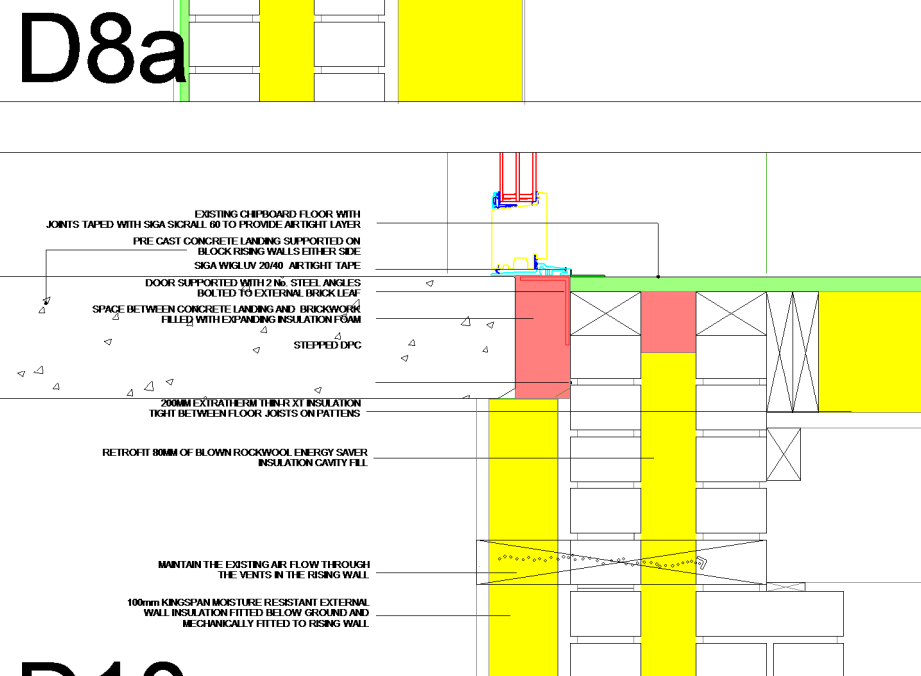 D8a
EXISTING CHIPBOARD FLOOR WITH
JOINTS TAPED WITH SIGA SICRALL 60 TO PROVIDE AIRTIGHT LAYER
PRE CAST CONCRETE LANDING SUPPORTED ON
BLOCK RISING WALLS EITHER SIDE
SIGA WIGLUV 20/40 AIRTIGHT TAPE
DOOR SUPPORTED WITH 2 No. STEEL ANGLES
BOLTED TO EXTERNAL BRICK LEAF
SPACE BETWEEN CONCRETE LANDING AND BRICKWORK
FILLED WITH EXPANDING INSULATION FOAM
STEPPED DPC
200MM EXTRATHERM THIN-R XT INSULATION
TIGHT BETWEEN FLOOR JOISTS ON PATTENS
RETROFIT 80MM OF BLOWN ROCKWOOL ENERGY SAVER
INSULATION CAVITY FILL
MAINTAIN THE EXISTING AIR FLOW THROUGH
THE VENTS IN THE RISING WALL
100mm KINGSPAN MOISTURE RESISTANT EXTERNAL
WALL INSULATION FITTED BELOW GROUND AND
MECHANICALLY FITTED TO RISING WALL